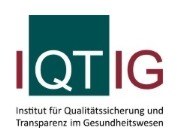 IQTIG
Institut für Qualitätssicherung und
Transparenz im Gesundheitswesen